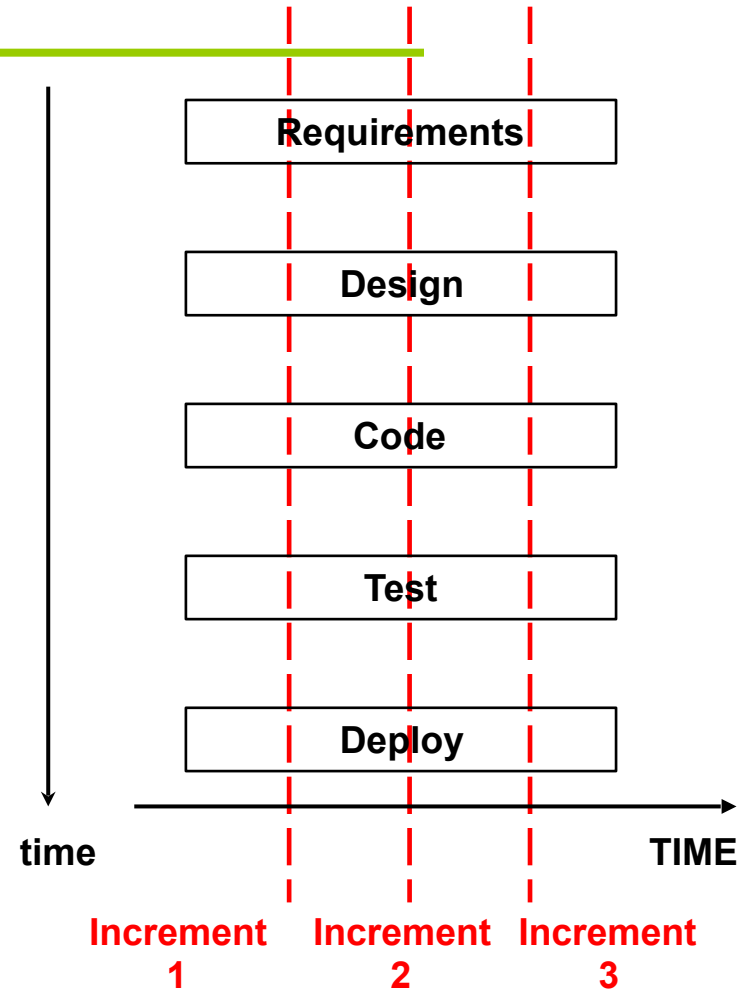 Requirements
Design
Code
Test
Deploy
time TIME
Increment Increment Increment
1 2 3